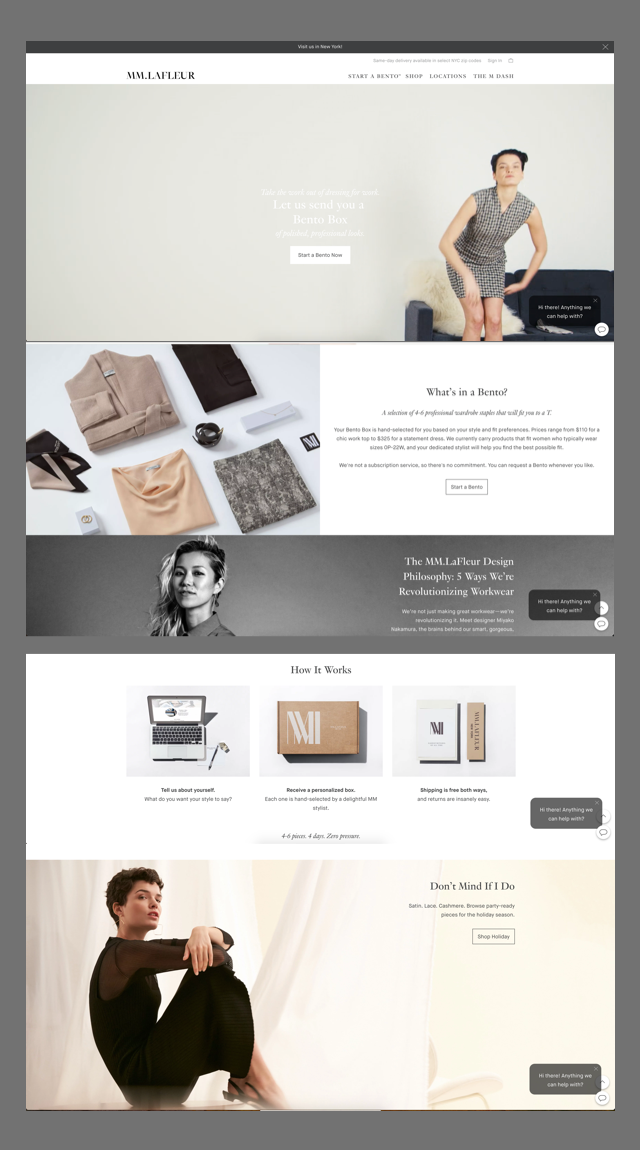 Visit us in New York!
Same-day delivery available in select NYC zip codes Sign In
MM.LAFLEUR
START A BENTO™ SHOP LOCATIONS THE M DASH
Take the work out of dressing for work.
Let us send you a
Bento Box
of polished, professional looks
Start a Bento Now
Hi there! Anything we
can help with?
What's in a Bento?
A selection of 4-6 professional wardrobe staples that will fit you to a T.
Your Bento Box is hand-selected for you based on your style and fit preferences. Prices range from $110 for a
chic work top to $325 for a statement dress. We currently carry products that fit women who typically wear
sizes 0P-22W, and your dedicated stylist will help you find the best possible fit.
We're not a subscription service, so there's no commitment. You can request a Bento whenever you like.
Start a Bento
The MM.LaFleur Design
Philosophy: 5 Ways We're
Revolutionizing Workwear
We're not just making great workwear—we're
revolutionizing it. Meet designer Miyako
Nakamura, the brains behind our smart, gorgeous,
Hi there! Anything we
can help with?
How It Works
MM
MM
MM.LAFLEUR
Tell us about yourself.
What do you want your style to say?
Receive a personalized box.
Each one is hand-selected by a delightful MM
stylist.
Shipping is free both ways,
and returns are insanely easy.
Hi there! Anything we
can help with?
4-6 pieces. 4 days. Zero pressure.
Don't Mind If I Do
Satin. Lace. Cashmere. Browse party-ready
pieces for the holiday season.
Shop Holiday
Hi there! Anything we
can help with?